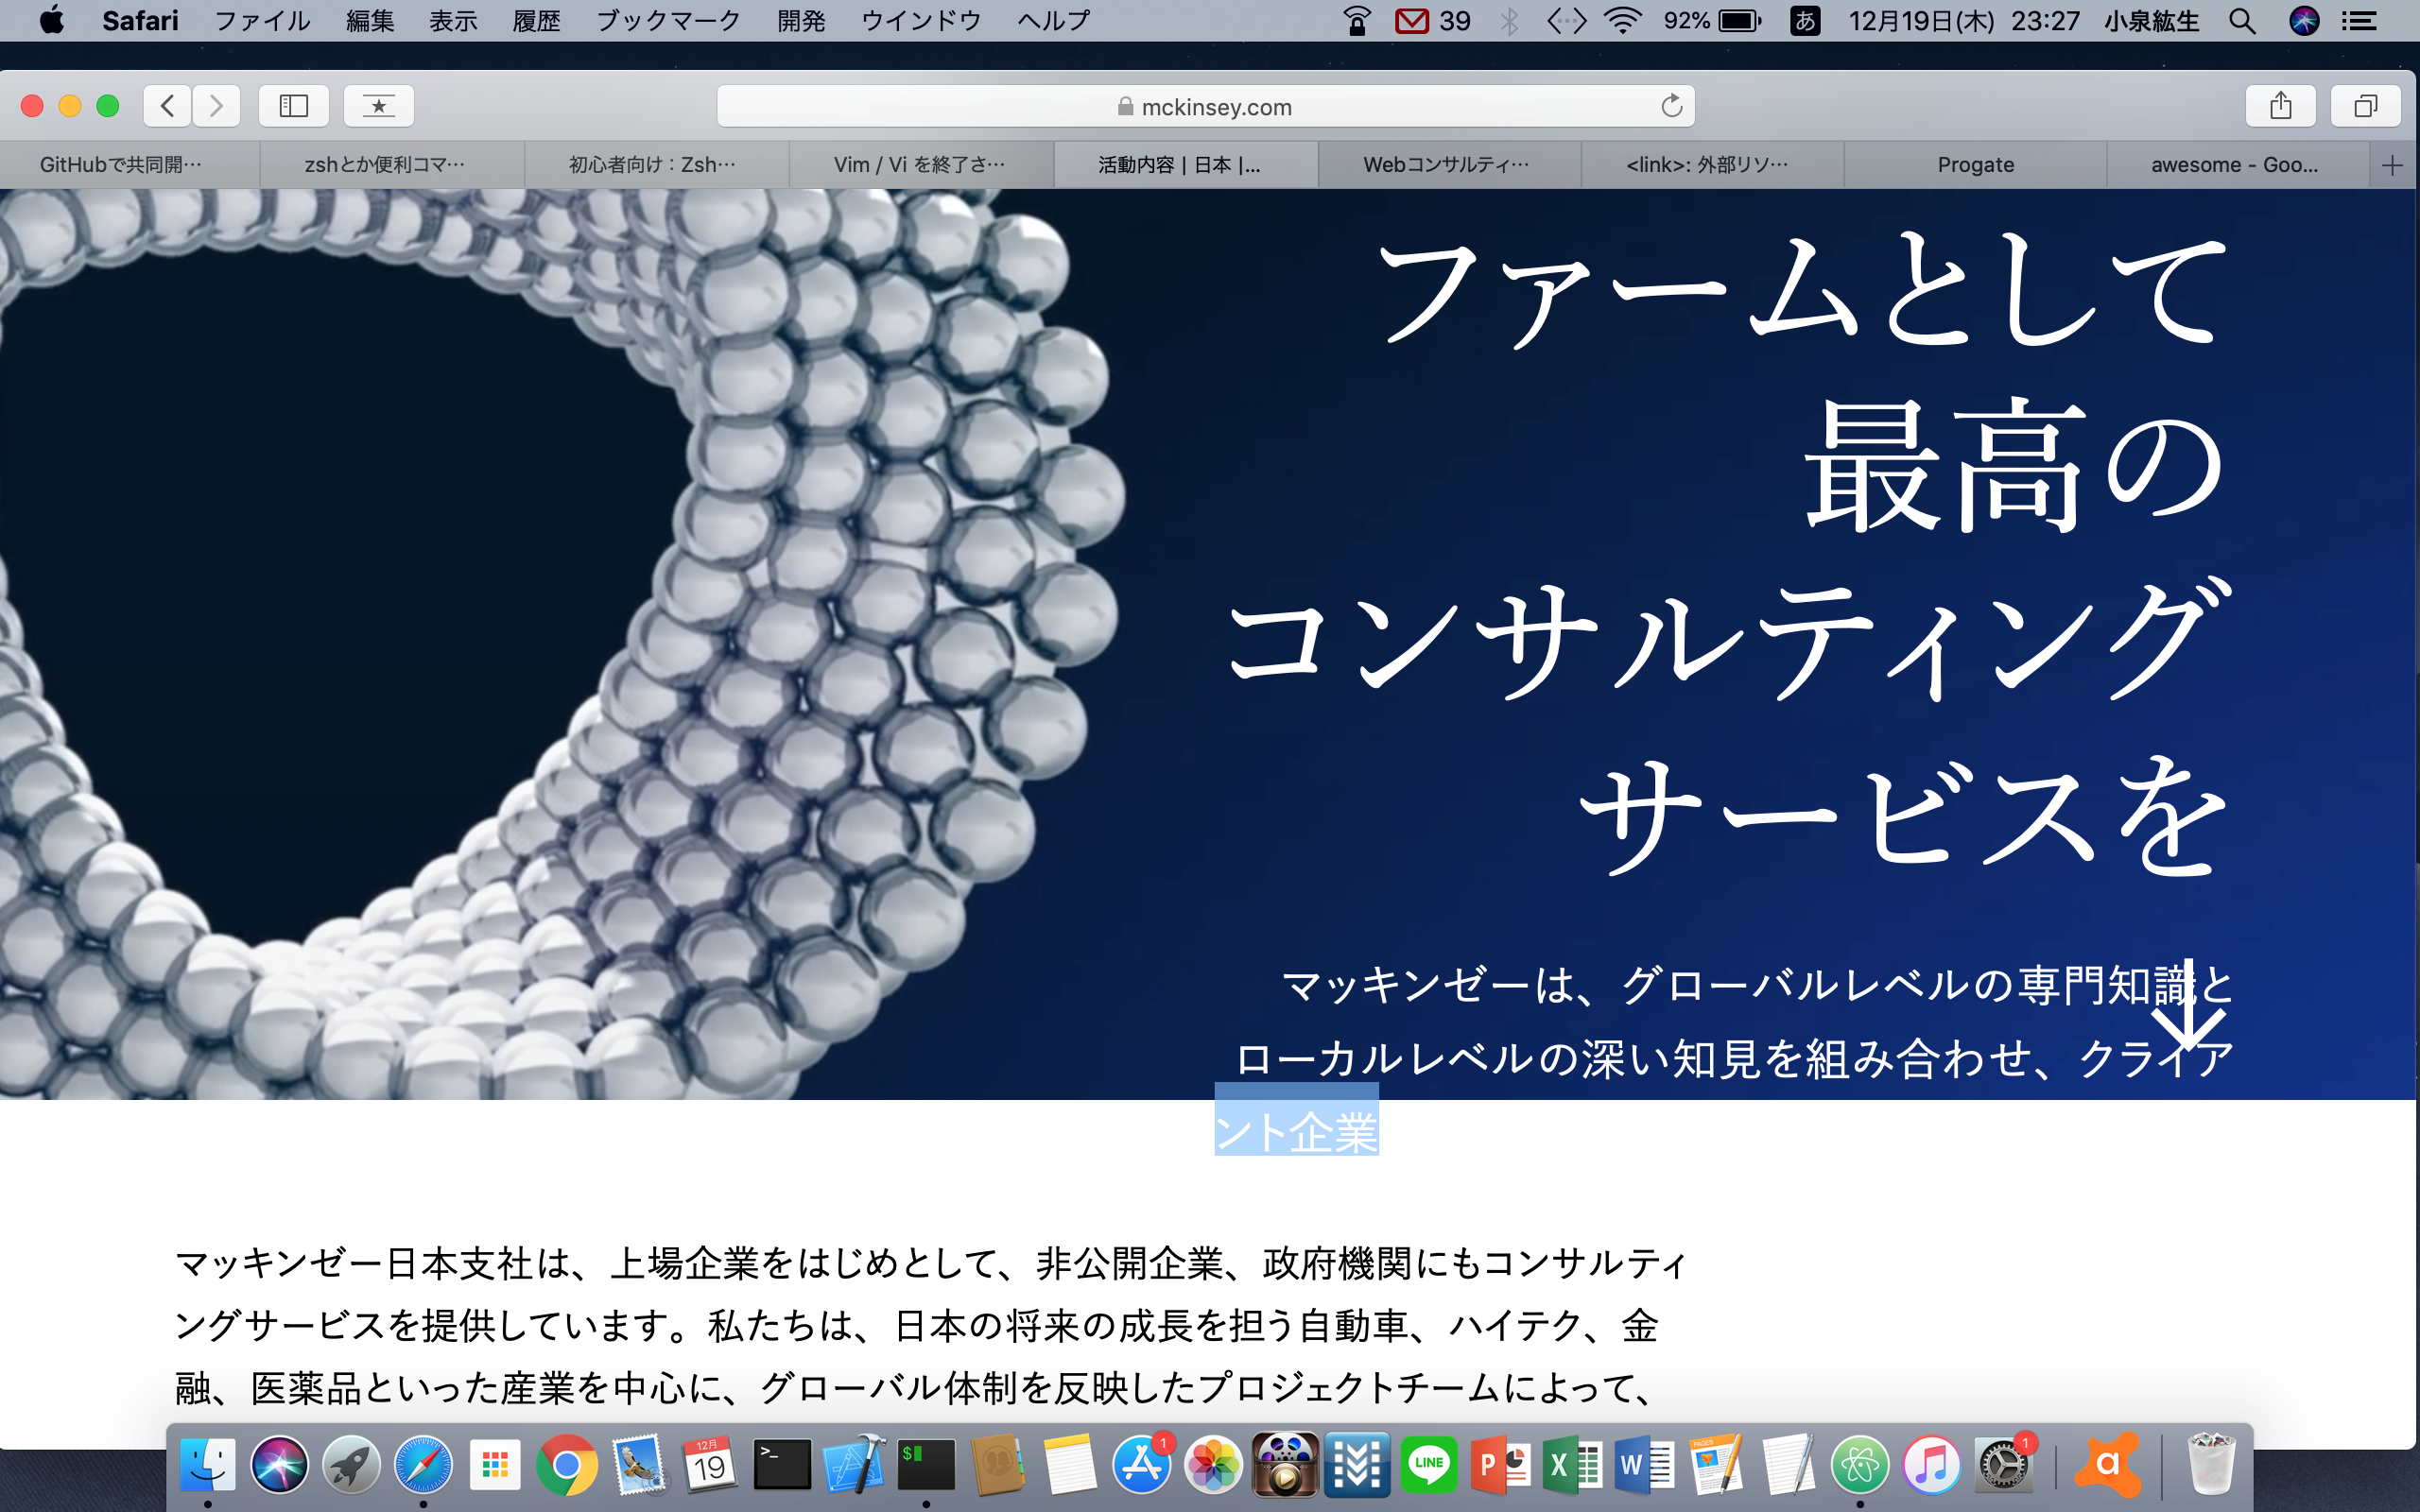 Safari ファイル 編集 表示 履歴 ブックマーク 開発 ウインドウ ヘルプ 39 92% あ 12月19日(木) 23:27 小泉紘生
mckinsey.com
GitHubで共同開… zshとか便利コマ… 初心者向け：Zsh… Vim / Vi を終了さ… 活動内容 | 日本 |... Webコンサルティ… <link>: 外部リソ… Progate awesome - Goo...
ファームとして
最高の
コンサルティング
サービスを
マッキンゼーは、グローバルレベルの専門知識と
ローカルレベルの深い知見を組み合わせ、クライア
ント企業
マッキンゼー日本支社は、上場企業をはじめとして、非公開企業、政府機関にもコンサルティ
ングサービスを提供しています。私たちは、日本の将来の成長を担う自動車、ハイテク、金
融、医薬品といった産業を中心に、グローバル体制を反映したプロジェクトチームによって、
12月
19
>_
$
1
LINE
P
X
W
PAGES
1
a